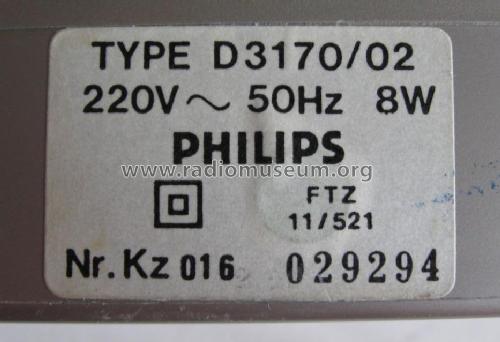 TYPE D3170/02
220V ~ 50Hz 8W
PHILIPS
www.radiomuseum.org
FTZ
11/521
Nr. Kz 016 029294